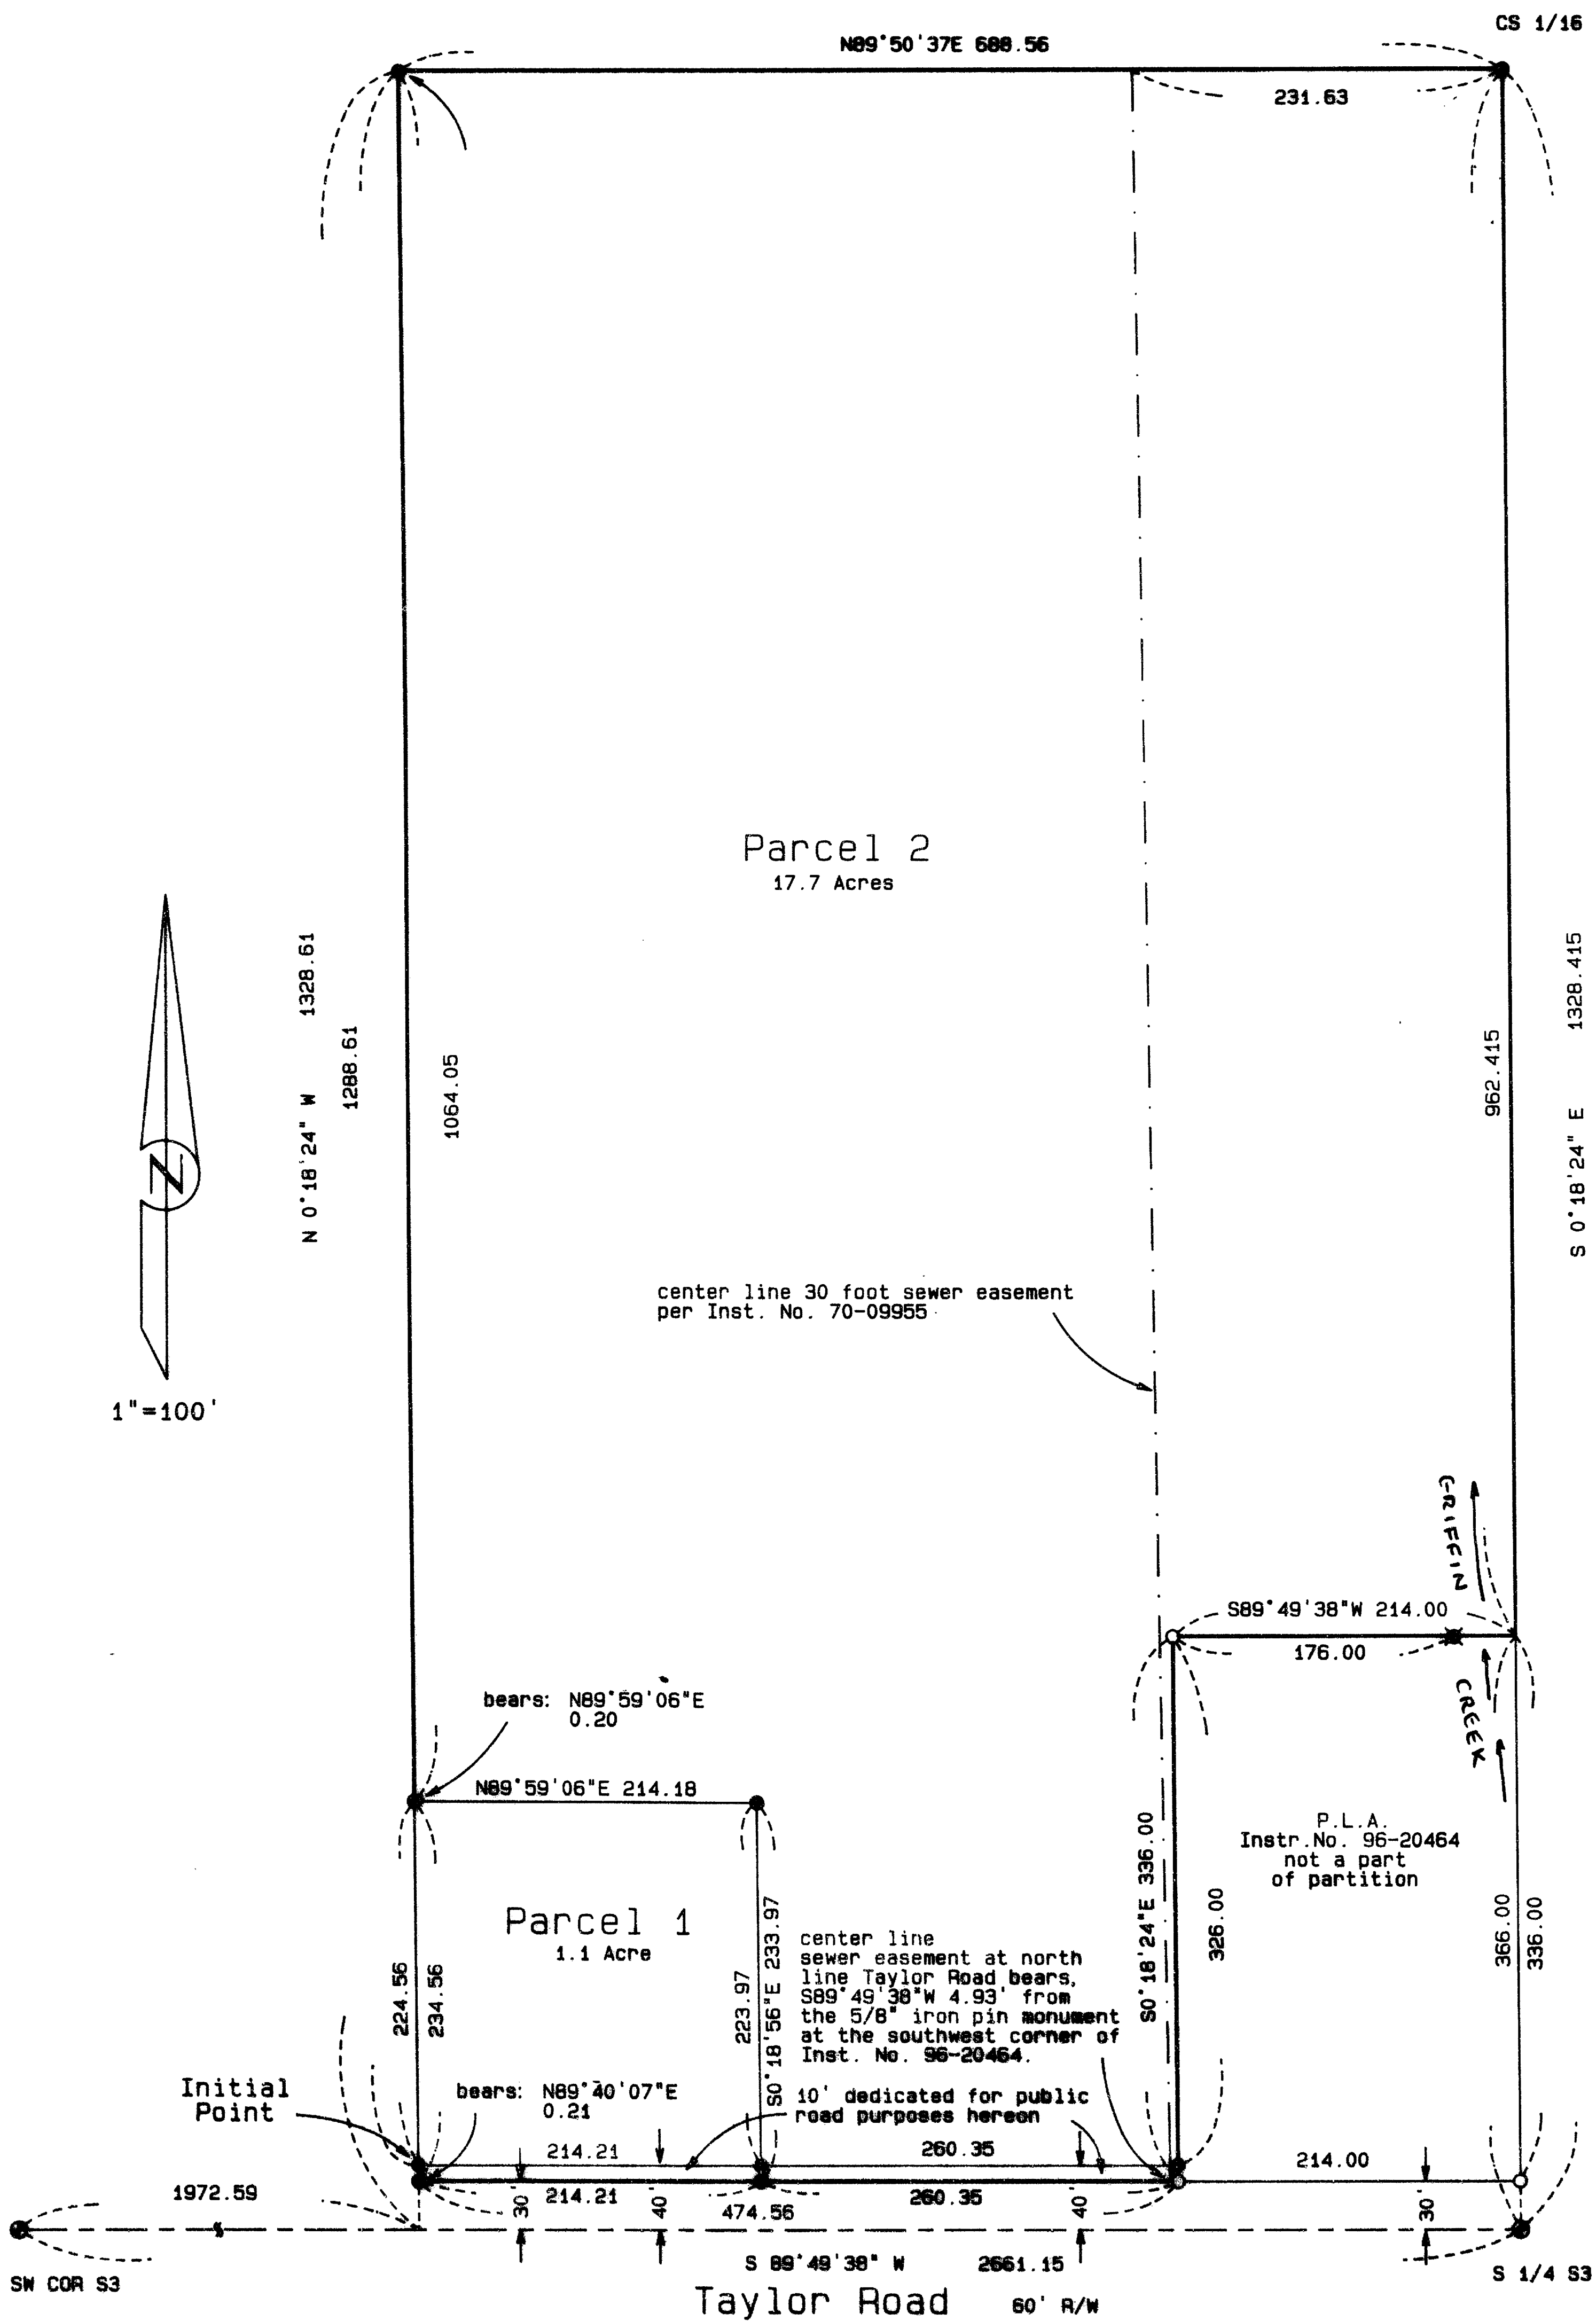 CS 1/16
N89°50'37E 688.56
231.63
Parcel 2
17.7 Acres
N 0°18'24" W 1328.61
1288.61
1064.05
962.415
S 0°18'24" E 1328.415
N
1"=100'
center line 30 foot sewer easement
per Inst. No. 70-09955
GRIFFIN
CREEK
S89°49'38"W 214.00
176.00
bears: N89°59'06"E
0.20
N89°59'06"E 214.18
P.L.A.
Instr.No. 96-20464
not a part
of partition
Parcel 1
1.1 Acre
224.56
234.56
223.97
S0°18'56"E 233.97
center line
sewer easement at north
line Taylor Road bears,
S89°49'38"W 4.93' from
the 5/8" iron pin monument
at the southwest corner of
Inst. No. 96-20464.
S0°18'24"E 336.00
326.00
366.00
336.00
Initial
Point
bears: N89°40'07"E
0.21
10' dedicated for public
road purposes hereon
214.21
260.35
214.00
1972.59
30'
214.21
40'
474.56
260.35
40'
30'
S 89°49'38" W 2661.15
SW COR S3
S 1/4 S3
Taylor Road 60' R/W